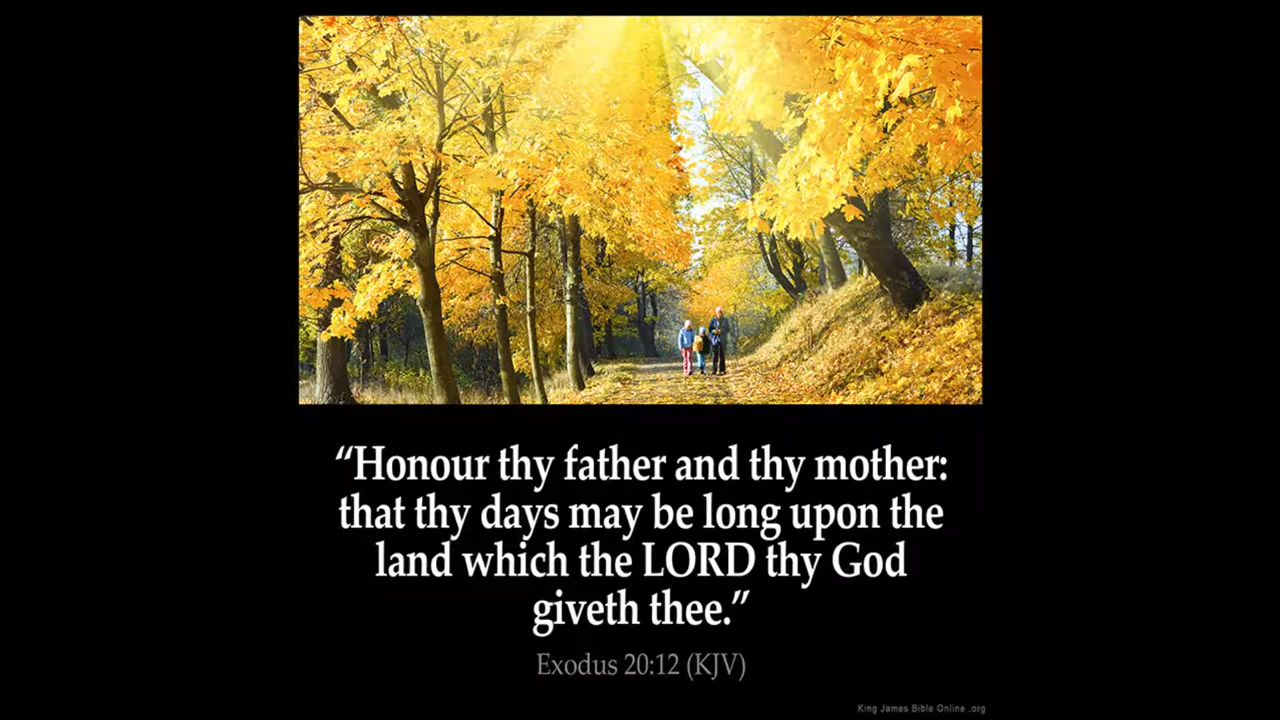 “Honour thy father and thy mother:
that thy days may be long upon the
land which the LORD thy God
giveth thee.”
Exodus 20:12 (KJV)
King James Bible Online .org